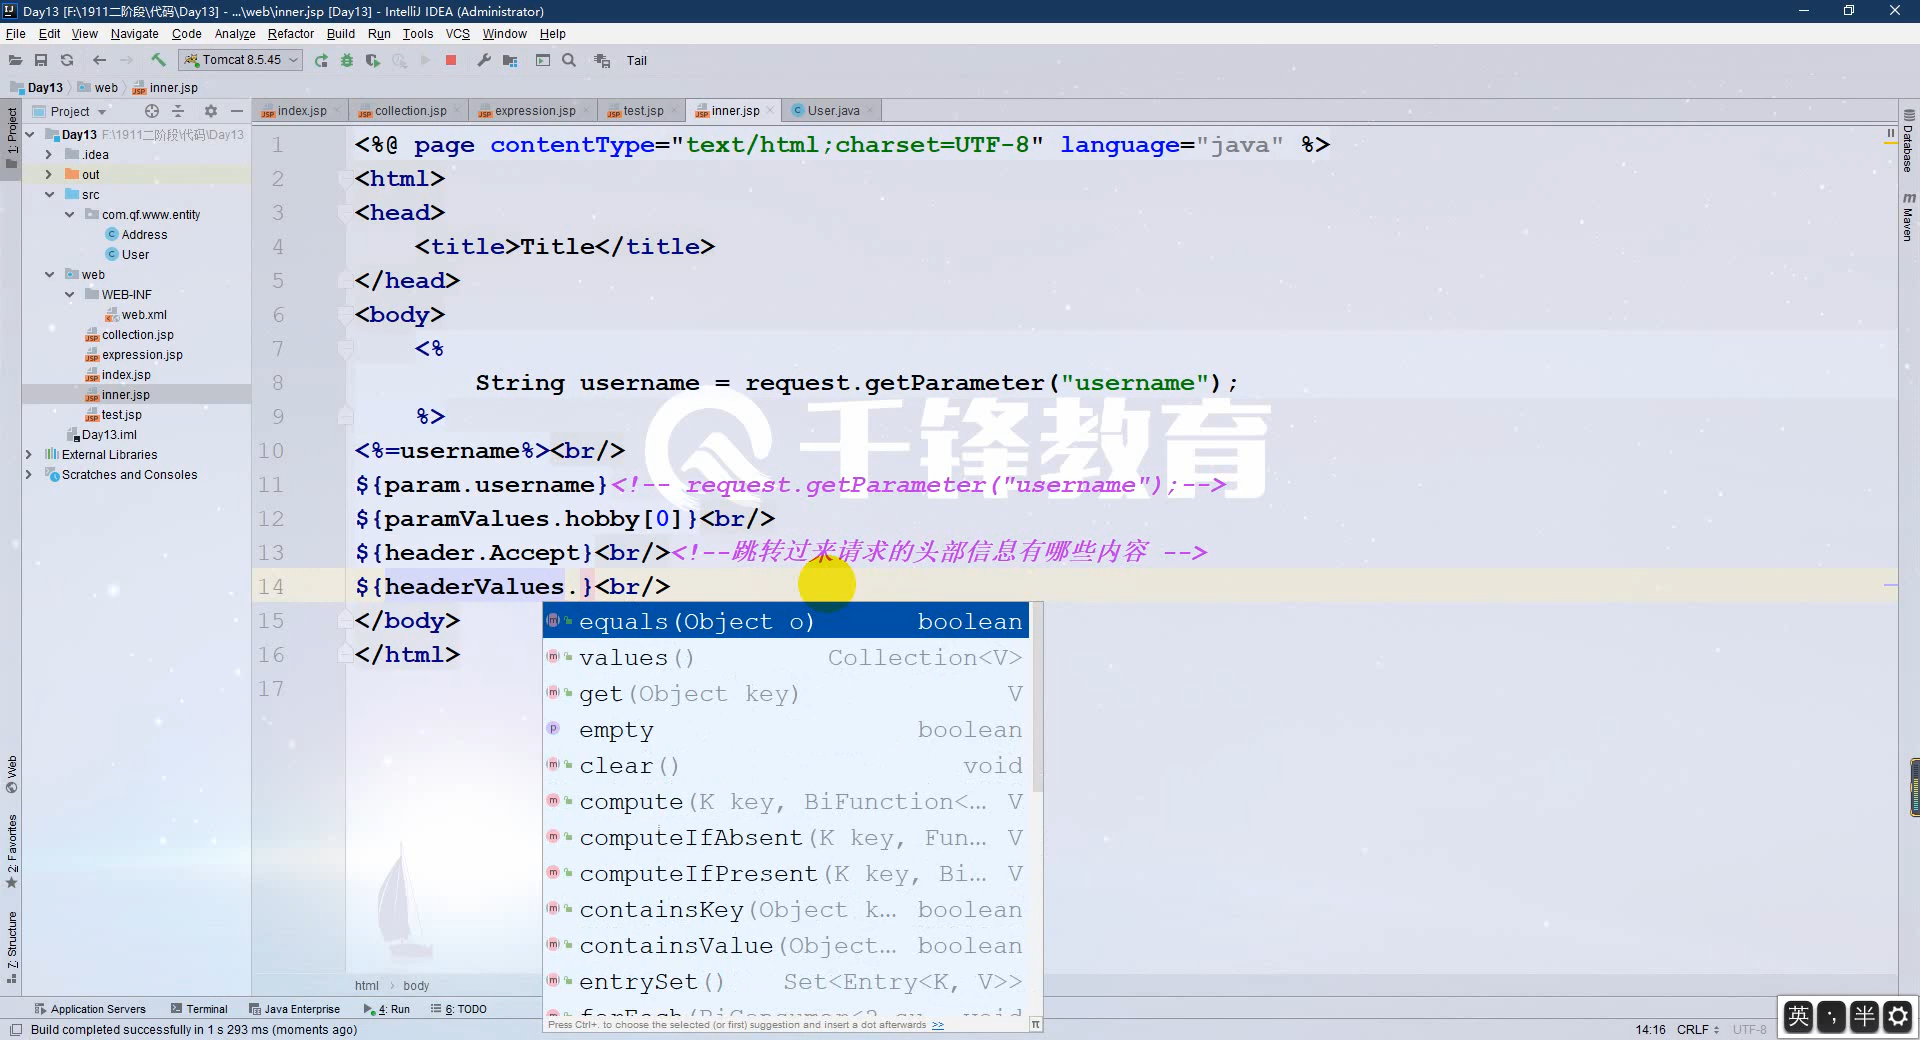 Day13 [F:\1911二阶段\代码\Day13] - ...\web\inner.jsp [Day13] - IntelliJ IDEA (Administrator)
File Edit View Navigate Code Analyze Refactor Build Run Tools VCS Window Help
Tomcat 8.5.45
Tail
Day13 web inner.jsp
Project
index.jsp collection.jsp expression.jsp test.jsp inner.jsp User.java
1: Project
Day13 F:\1911二阶段\代码\Day13
.idea
out
src
com.qf.www.entity
Address
User
web
WEB-INF
web.xml
collection.jsp
expression.jsp
index.jsp
inner.jsp
test.jsp
Day13.iml
External Libraries
Scratches and Consoles
Web
2: Favorites
7: Structure
1 <%@ page contentType="text/html;charset=UTF-8" language="java" %>
2 <html>
3 <head>
4 <title>Title</title>
5 </head>
6 <body>
7 <%
8 String username = request.getParameter("username");
9 %>
10 <%=username%><br/>
11 ${param.username}<!-- request.getParameter("username");-->
12 ${paramValues.hobby[0]}<br/>
13 ${header.Accept}<br/><!--跳转过来请求的头部信息有哪些内容 -->
14 ${headerValues.}<br/>
15 </body>
16 </html>
17
千锋教育
equals(Object o) boolean
values() Collection<V>
get(Object key) V
empty boolean
clear() void
compute(K key, BiFunction<… V
computeIfAbsent(K key, Fun… V
computeIfPresent(K key, Bi… V
containsKey(Object k… boolean
containsValue(Object… boolean
entrySet() Set<Entry<K, V>>
Press Ctrl+. to choose the selected (or first) suggestion and insert a dot afterwards >>
π
Database
Maven
html body
Application Servers Terminal Java Enterprise 4: Run 6: TODO
Build completed successfully in 1 s 293 ms (moments ago)
14:16 CRLF UTF-8
英 半